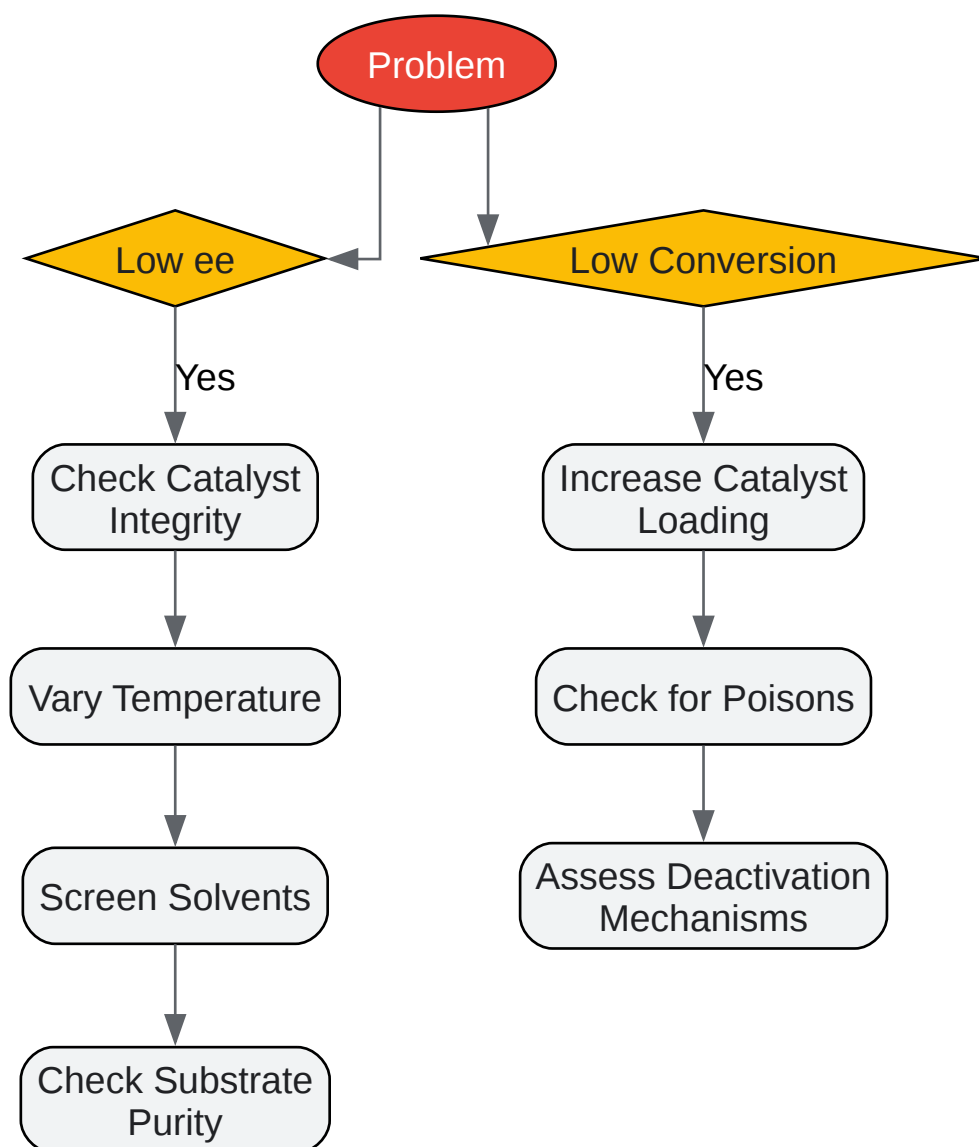 Problem
Low ee
Low Conversion
Yes
Yes
Check Catalyst
Integrity
Increase Catalyst
Loading
Vary Temperature
Check for Poisons
Screen Solvents
Assess Deactivation
Mechanisms
Check Substrate
Purity